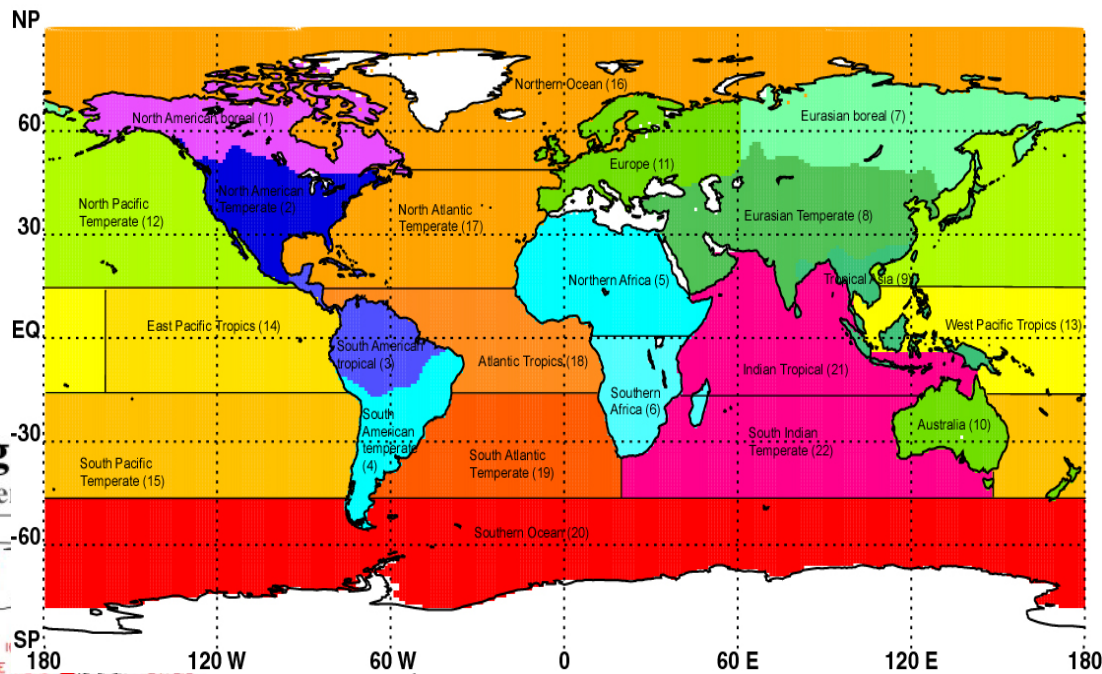 NP
Northern Ocean (16)
North American boreal (1)
Eurasian boreal (7)
60
Europe (11)
North American
Temperate (2)
North Pacific
Temperate (12)
North Atlantic
Temperate (17)
Eurasian Temperate (8)
30
Northern Africa (5)
Tropical Asia (9)
East Pacific Tropics (14)
West Pacific Tropics (13)
EQ
South American
tropical (3)
Atlantic Tropics (18)
Indian Tropical (21)
Southern
Africa (6)
South
American
temperate
(4)
Australia (10)
-30
South Indian
Temperate (22)
South Pacific
Temperate (15)
South Atlantic
Temperate (19)
g
e
Southern Ocean (20)
-60
SP
180
120 W
60 W
0
60 E
120 E
180